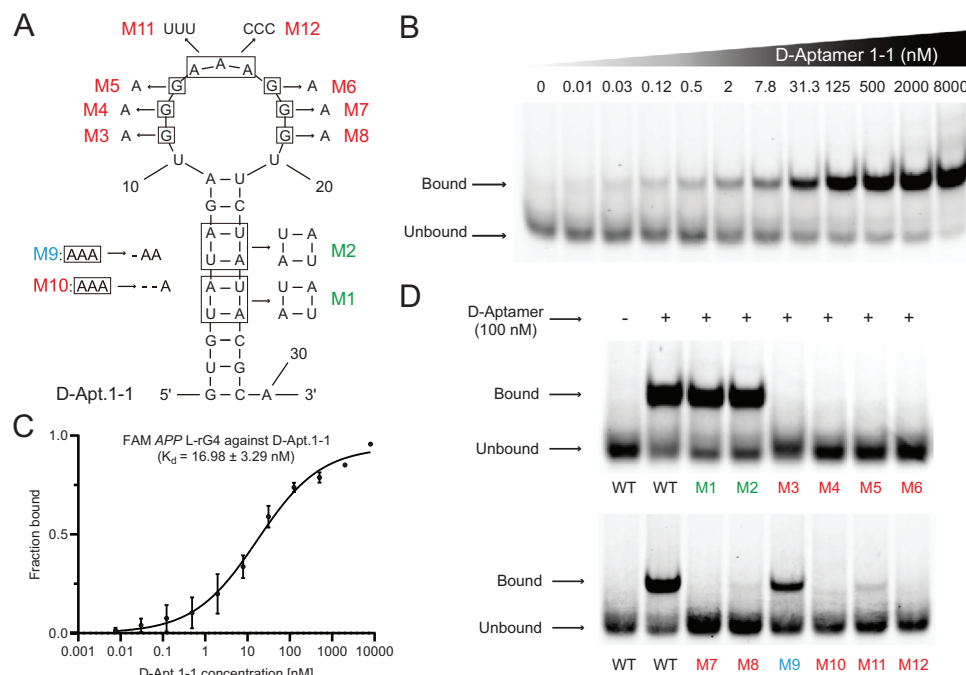 A
M11 UUU CCC M12
A A A
M5 A G G A M6
M4 A G G A M7
M3 A G G A M8
U U
10 20
A U
G – C
A – U U – A
M2
U – A A – U
M9: AAA → - AA
A – U U – A
M10: AAA → - - A
M1
U – A A – U
G – C
30
U – G
D-Apt.1-1 5' — G – C – A — 3'
B
D-Aptamer 1-1 (nM)
0 0.01 0.03 0.12 0.5 2 7.8 31.3 125 500 2000 8000
Bound
Unbound
C
FAM APP L-rG4 against D-Apt.1-1
(Kd = 16.98 ± 3.29 nM)
Fraction bound
1.0
0.5
0.0
0.001 0.01 0.1 1 10 100 1000 10000
D-Apt.1-1 concentration [nM]
D
D-Aptamer
(100 nM)
- + + + + + + +
Bound
Unbound
WT WT M1 M2 M3 M4 M5 M6
Bound
Unbound
WT WT M7 M8 M9 M10 M11 M12